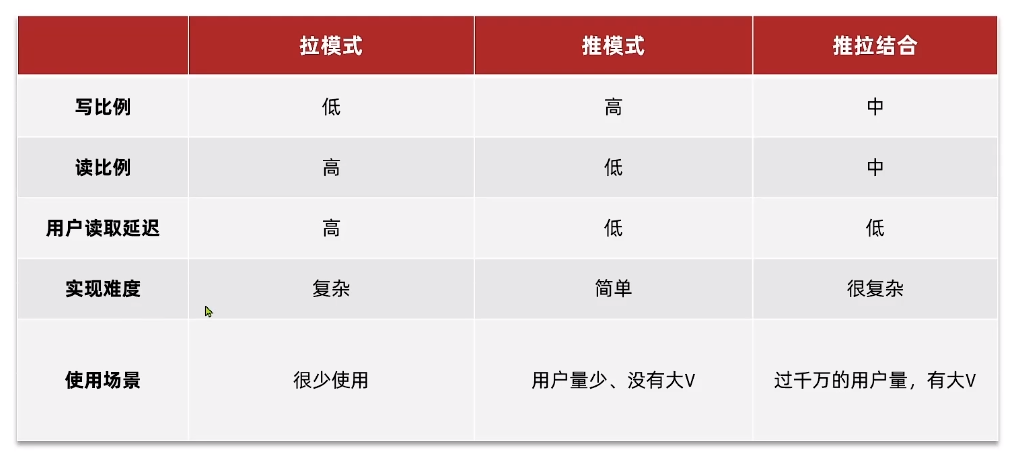 拉模式 推模式 推拉结合
写比例 低 高 中
读比例 高 低 中
用户读取延迟 高 低 低
实现难度 复杂 简单 很复杂
使用场景 很少使用 用户量少、没有大V 过千万的用户量，有大V